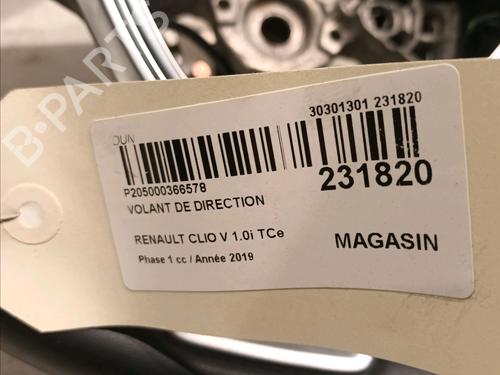 DUN
30301301 231820
P205000366578
231820
VOLANT DE DIRECTION
RENAULT CLIO V 1.0i TCe
MAGASIN
Phase 1 cc / Année 2019
B-PARTS